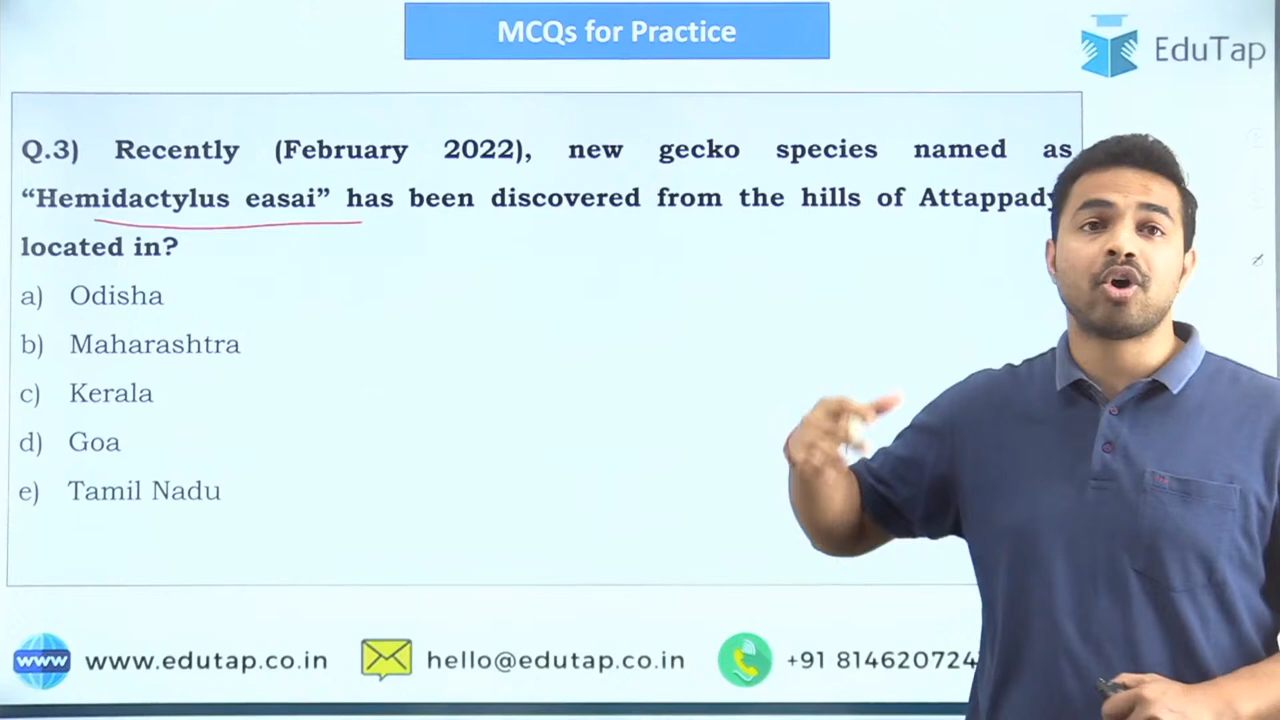 MCQs for Practice
EduTap
Q.3) Recently (February 2022), new gecko species named as
“Hemidactylus easai” has been discovered from the hills of Attappady
located in?
a) Odisha
b) Maharashtra
c) Kerala
d) Goa
e) Tamil Nadu
www www.edutap.co.in hello@edutap.co.in +91 814620724